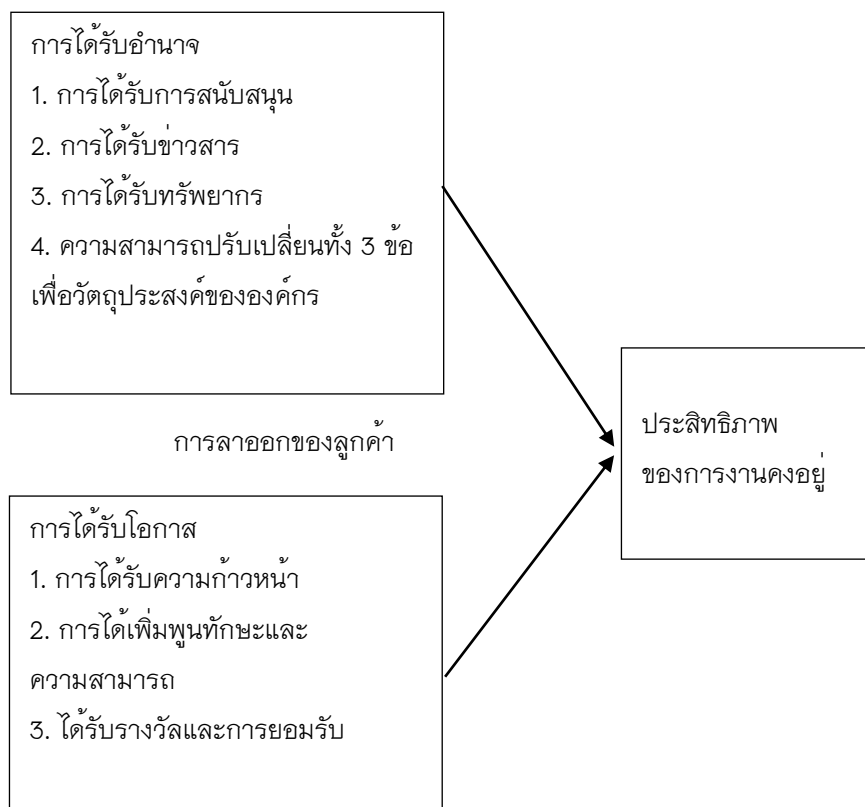 การได้รับอำนาจ
1. การได้รับการสนับสนุน
2. การได้รับข่าวสาร
3. การได้รับทรัพยากร
4. ความสามารถปรับเปลี่ยนทั้ง 3 ข้อ
เพื่อวัตถุประสงค์ขององค์กร
การลาออกของลูกค้า
ประสิทธิภาพ
ของการงานคงอยู่
การได้รับโอกาส
1. การได้รับความก้าวหน้า
2. การได้เพิ่มพูนทักษะและ
ความสามารถ
3. ได้รับรางวัลและการยอมรับ